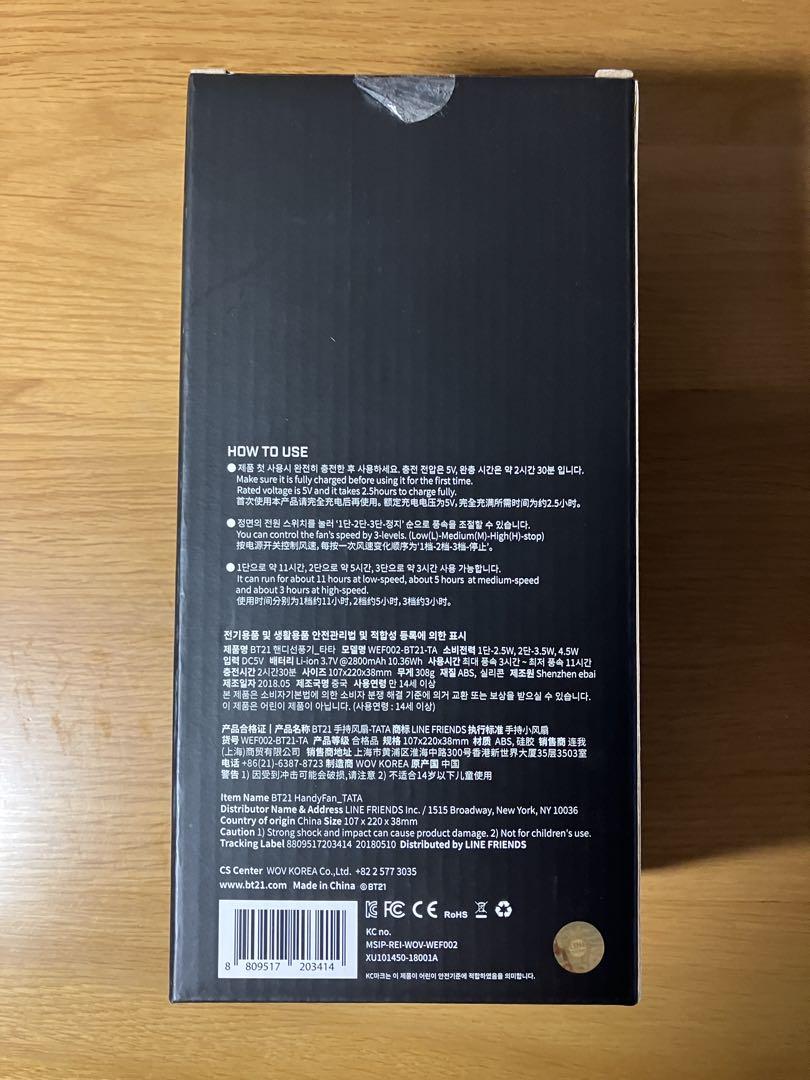 HOW TO USE
● 제품 첫 사용시 완전히 충전한 후 사용하세요. 충전 전압은 5V, 완충 시간은 약 2시간 30분 입니다.
Make sure it is fully charged before using it for the first time.
Rated voltage is 5V and it takes 2.5hours to charge fully.
首次使用本产品请完全充电后再使用。额定充电电压为5V，完全充满所需时间为约2.5小时。
● 정면의 전원 스위치를 눌러 '1단-2단-3단-정지' 순으로 풍속을 조절할 수 있습니다.
You can control the fan's speed by 3-levels. (Low(L)-Medium(M)-High(H)-stop)
按电源开关控制风速，每按一次风速变化顺序为'1档-2档-3档-停止'。
● 1단으로 약 11시간, 2단으로 약 5시간, 3단으로 약 3시간 사용 가능합니다.
It can run for about 11 hours at low-speed, about 5 hours at medium-speed
and about 3 hours at high-speed.
使用时间分别为1档约11小时，2档约5小时，3档约3小时。
전기용품 및 생활용품 안전관리법 및 적합성 등록에 의한 표시
제품명 BT21 핸디선풍기_타타 모델명 WEF002-BT21-TA 소비전력 1단-2.5W, 2단-3.5W, 4.5W
입력 DC5V 배터리 Li-ion 3.7V @2800mAh 10.36Wh 사용시간 최대 풍속 3시간 ~ 최저 풍속 11시간
충전시간 2시간30분 사이즈 107x220x38mm 무게 308g 재질 ABS, 실리콘 제조원 Shenzhen ebai
제조일자 2018.05 제조국명 중국 사용연령 만 14세 이상
본 제품은 소비자기본법에 의한 소비자 분쟁 해결 기준에 의거 교환 또는 보상을 받으실 수 있습니다.
이 제품은 어린이 제품이 아닙니다. (사용연령 : 14세 이상)
产品合格证 | 产品名称 BT21 手持风扇-TATA 商标 LINE FRIENDS 执行标准 手持小风扇
货号 WEF002-BT21-TA 产品等级 合格品 规格 107x220x38mm 材质 ABS, 硅胶 销售商 连我
(上海)商贸有限公司 销售商地址 上海市黄浦区淮海中路300号香港新世界大厦35层3503室
电话 +86(21)-6387-8723 制造商 WOV KOREA 原产国 中国
警告 1) 因受到冲击可能会破损,请注意 2) 不适合14岁以下儿童使用
Item Name BT21 HandyFan_TATA
Distributor Name & Address LINE FRIENDS Inc. / 1515 Broadway, New York, NY 10036
Country of origin China Size 107 x 220 x 38mm
Caution 1) Strong shock and impact can cause product damage. 2) Not for children's use.
Tracking Label 8809517203414 20180510 Distributed by LINE FRIENDS
CS Center WOV KOREA Co.,Ltd. +82 2 577 3035
www.bt21.com Made in China ©BT21
KC FC CE RoHS
KC no.
MSIP-REI-WOV-WEF002
XU101450-18001A
KC마크는 이 제품이 어린이 안전기준에 적합하였음을 의미합니다.
8 809517 203414